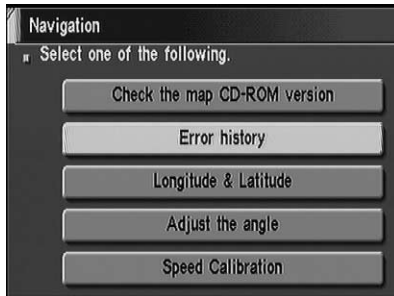 Navigation
Select one of the following.
Check the map CD-ROM version
Error history
Longitude & Latitude
Adjust the angle
Speed Calibration